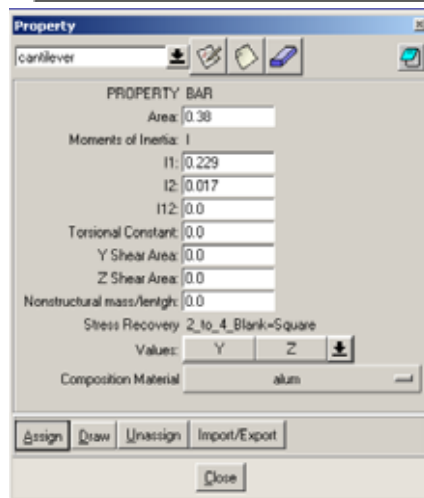 Property
cantilever
PROPERTY BAR
Area: 0.38
Moments of Inertia: I
I1: 0.229
I2: 0.017
I12: 0.0
Torsional Constant: 0.0
Y Shear Area: 0.0
Z Shear Area: 0.0
Nonstructural mass/lentgh: 0.0
Stress Recovery 2_to_4_Blank=Square
Values: Y Z
Composition Material alum
Assign Draw Unassign Import/Export
Close